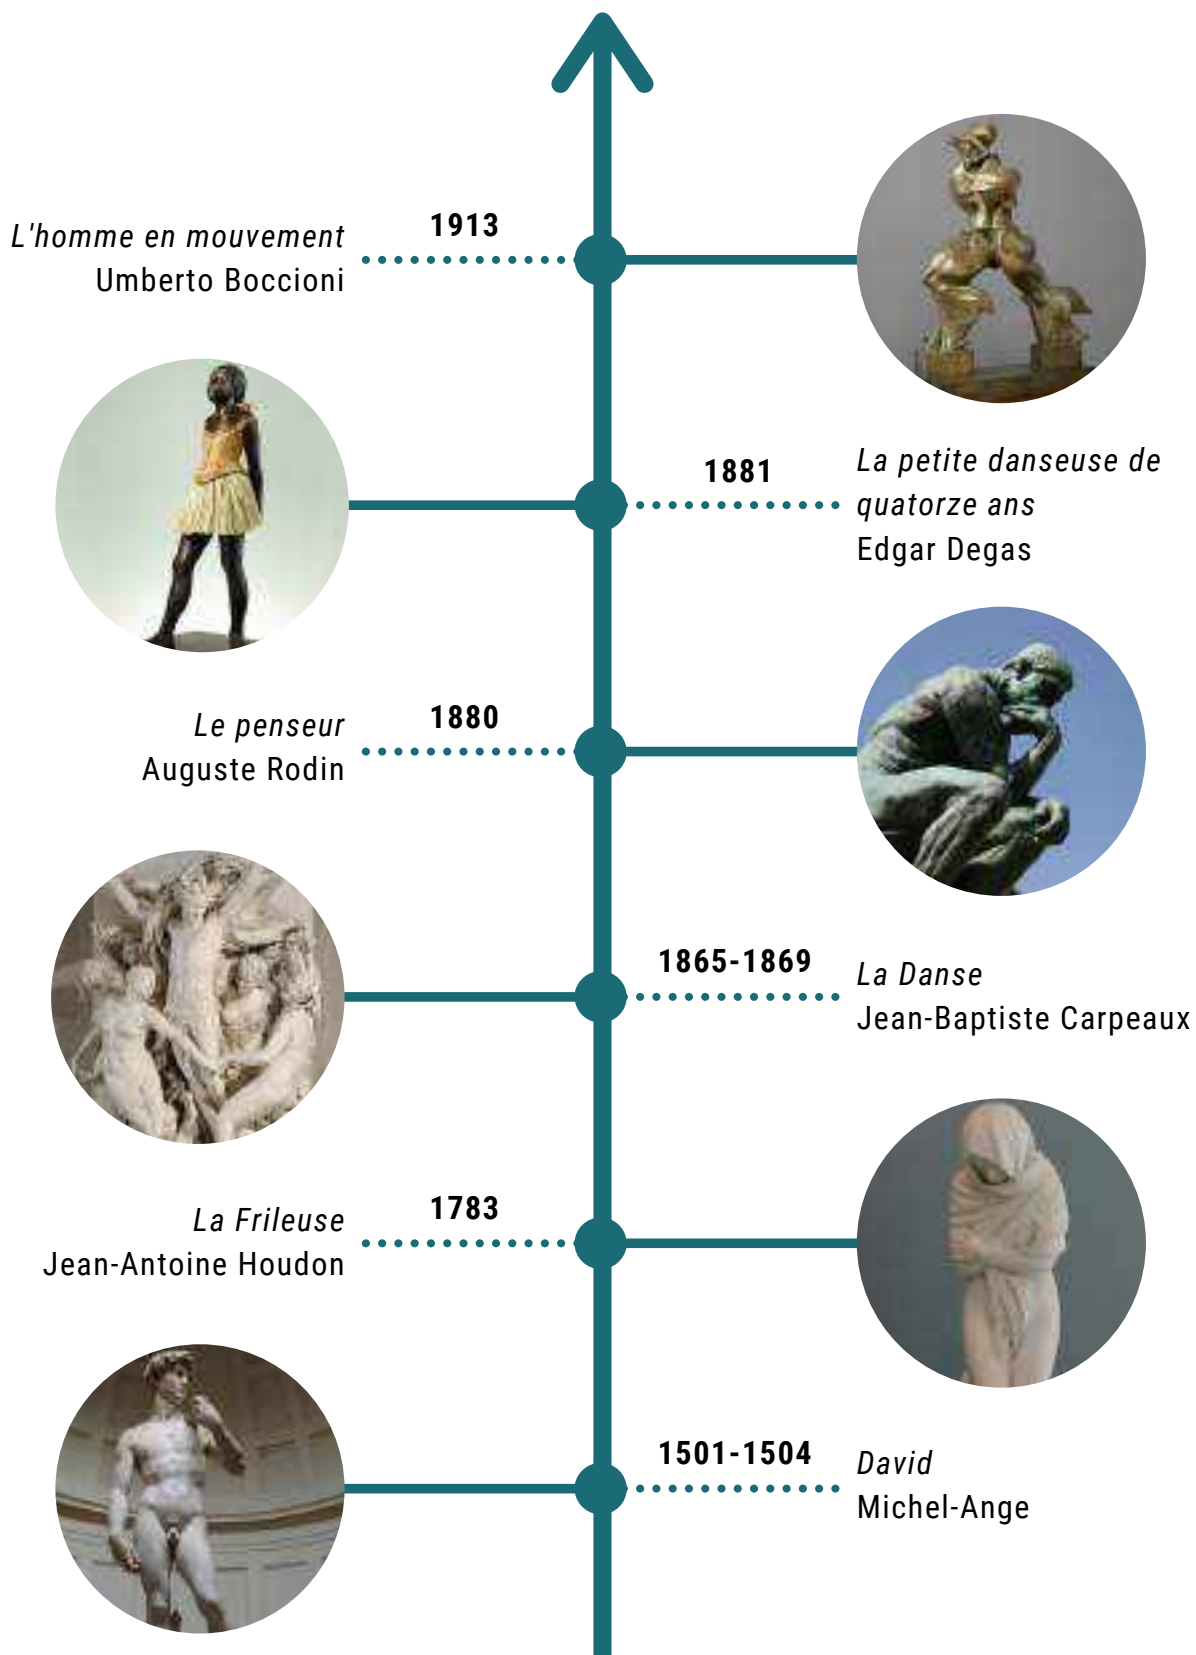 1913
L'homme en mouvement
Umberto Boccioni
1881
La petite danseuse de
quatorze ans
Edgar Degas
1880
Le penseur
Auguste Rodin
1865-1869
La Danse
Jean-Baptiste Carpeaux
1783
La Frileuse
Jean-Antoine Houdon
1501-1504
David
Michel-Ange